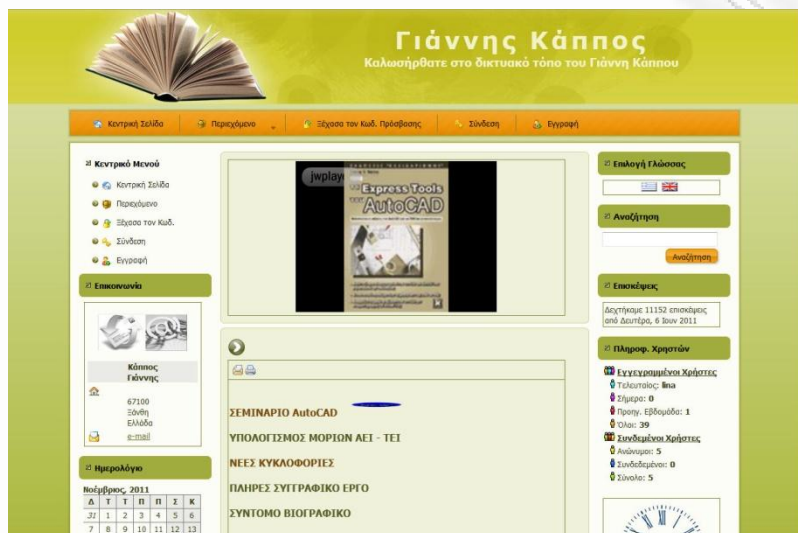 Γιάννης Κάππος
Καλωσήρθατε στο δικτυακό τόπο του Γιάννη Κάππου
Κεντρική Σελίδα
Περιεχόμενο
Ξέχασα τον Κωδ. Πρόσβασης
Σύνδεση
Εγγραφή
Κεντρικό Μενού
Κεντρική Σελίδα
Περιεχόμενο
Ξέχασα τον Κωδ.
Σύνδεση
Εγγραφή
Επικοινωνία
Κάππος
Γιάννης
67100
Ξάνθη
Ελλάδα
e-mail
Ημερολόγιο
Νοέμβριος, 2011
Δ Τ Τ Π Π Σ Κ
31 1 2 3 4 5 6
7 8 9 10 11 12 13
jwplaye
Express Tools
AutoCAD
ΣΕΜΙΝΑΡΙΟ AutoCAD
ΥΠΟΛΟΓΙΣΜΟΣ ΜΟΡΙΩΝ ΑΕΙ - ΤΕΙ
ΝΕΕΣ ΚΥΚΛΟΦΟΡΙΕΣ
ΠΛΗΡΕΣ ΣΥΓΓΡΑΦΙΚΟ ΕΡΓΟ
ΣΥΝΤΟΜΟ ΒΙΟΓΡΑΦΙΚΟ
Επιλογή Γλώσσας
Αναζήτηση
Αναζήτηση
Επισκέψεις
Δεχτήκαμε 11152 επισκέψεις
από Δευτέρα, 6 Ιουν 2011
Πληροφ. Χρηστών
Εγγεγραμμένοι Χρήστες
Τελευταίος: lina
Σήμερα: 0
Προηγ. Εβδομάδα: 1
Όλοι: 39
Συνδεμένοι Χρήστες
Ανώνυμοι: 5
Συνδεδεμένοι: 0
Σύνολο: 5